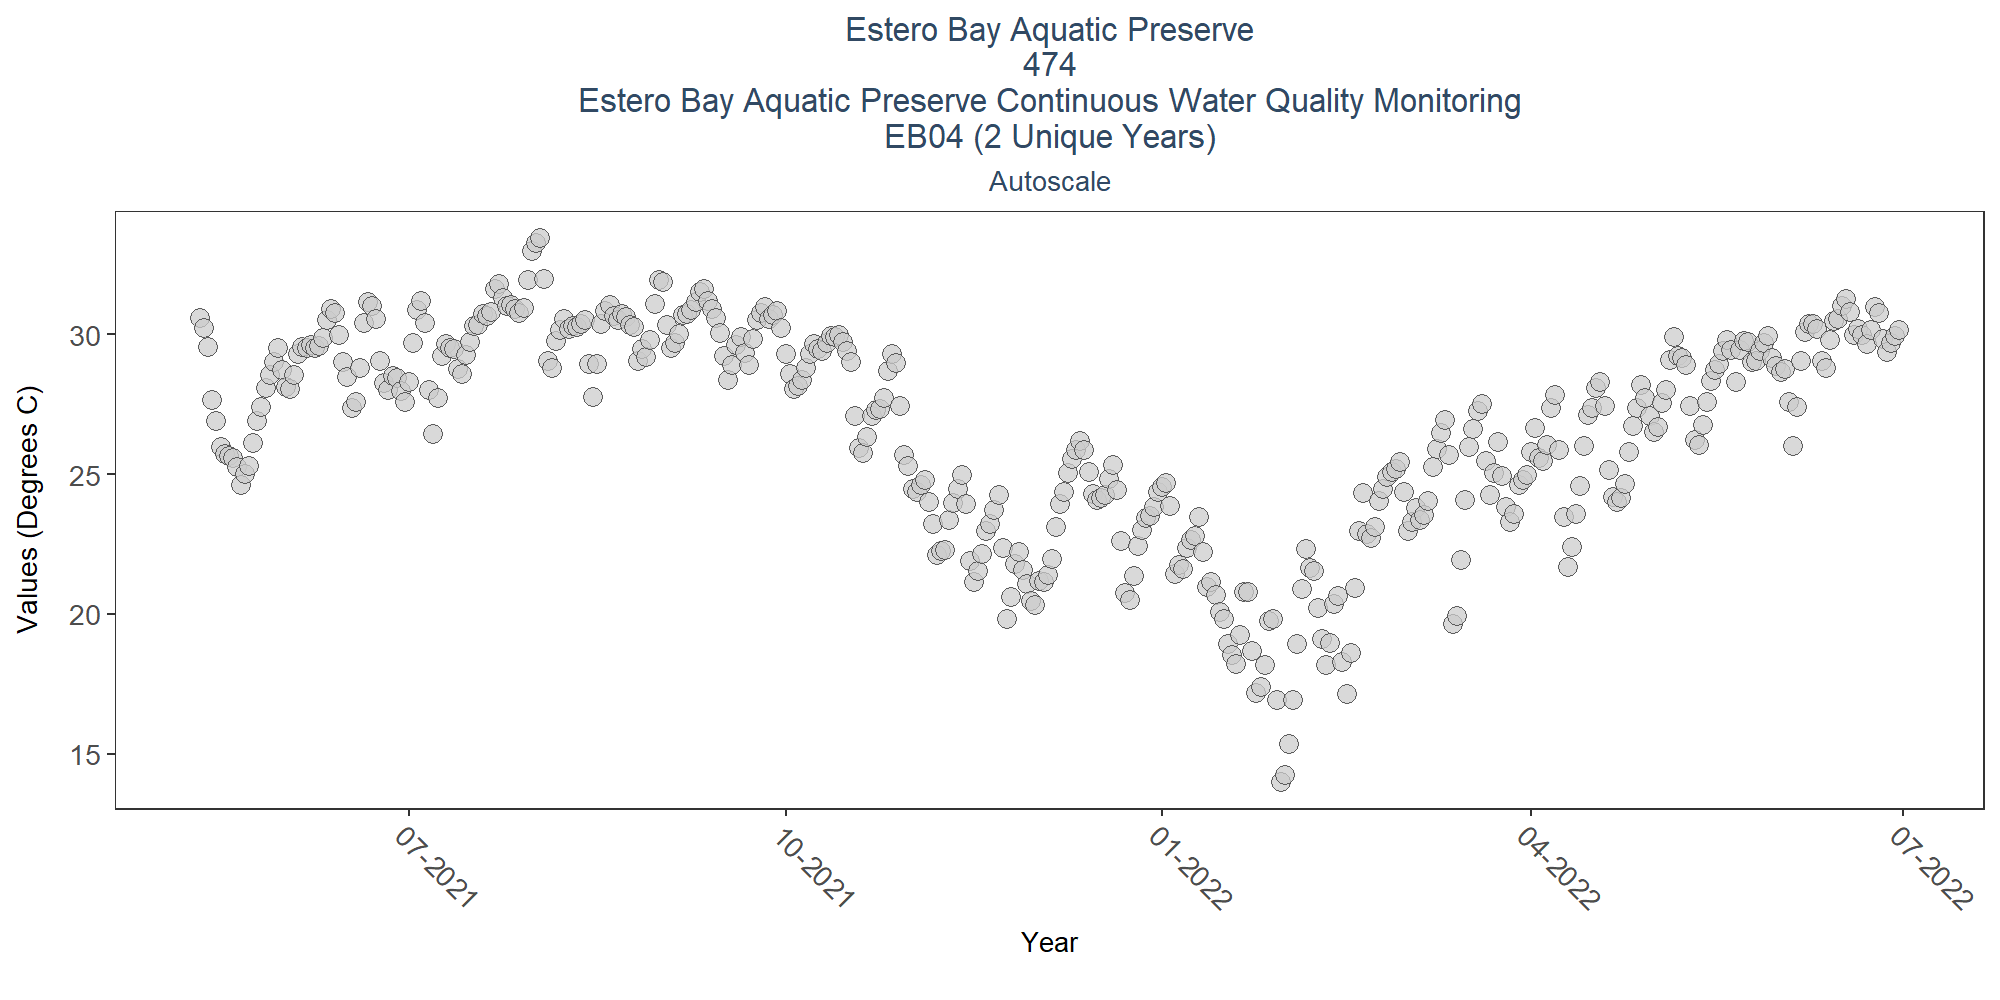 Estero Bay Aquatic Preserve
474
Estero Bay Aquatic Preserve Continuous Water Quality Monitoring
EB04 (2 Unique Years)
Autoscale
Values (Degrees C)
30
25
20
15
07-2021
10-2021
01-2022
04-2022
07-2022
Year